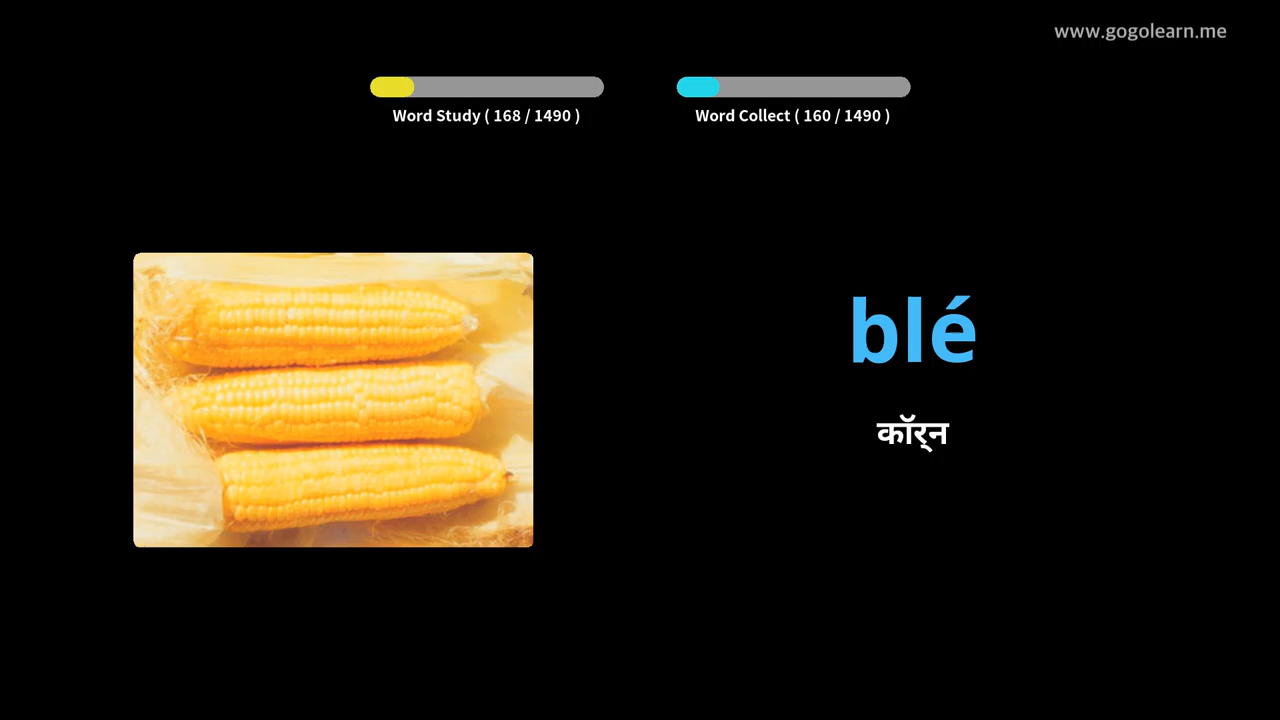 www.gogolearn.me
Word Study ( 168 / 1490 )
Word Collect ( 160 / 1490 )
blé
कॉर्‌न